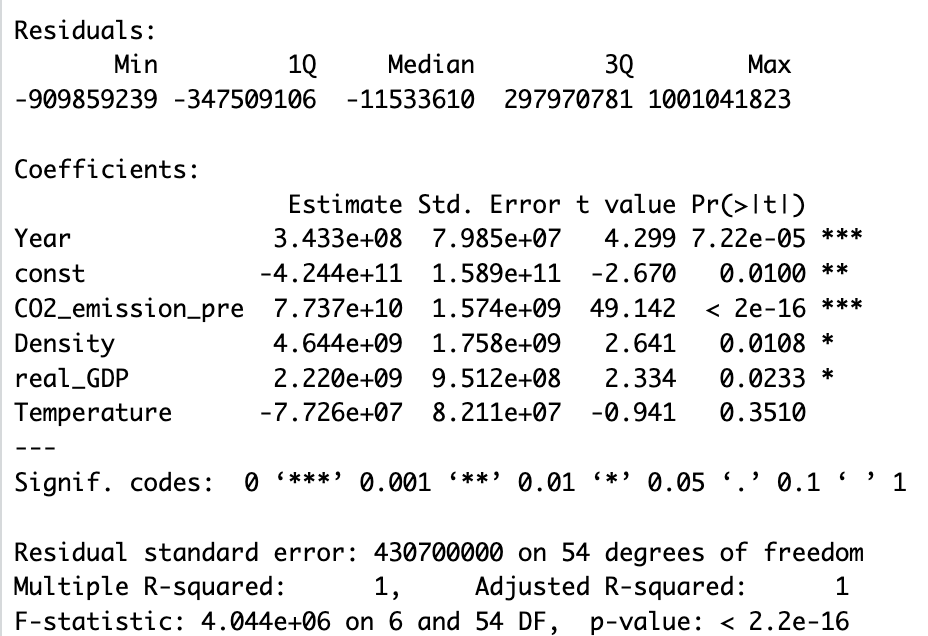 Residuals:
       Min         1Q     Median         3Q        Max
-909859239 -347509106  -11533610  297970781 1001041823

Coefficients:
                   Estimate Std. Error t value Pr(>|t|)
Year              3.433e+08  7.985e+07   4.299 7.22e-05 ***
const            -4.244e+11  1.589e+11  -2.670   0.0100 **
CO2_emission_pre  7.737e+10  1.574e+09  49.142  < 2e-16 ***
Density           4.644e+09  1.758e+09   2.641   0.0108 *
real_GDP          2.220e+09  9.512e+08   2.334   0.0233 *
Temperature      -7.726e+07  8.211e+07  -0.941   0.3510
---
Signif. codes:  0 ‘***’ 0.001 ‘**’ 0.01 ‘*’ 0.05 ‘.’ 0.1 ‘ ’ 1

Residual standard error: 430700000 on 54 degrees of freedom
Multiple R-squared:      1,	Adjusted R-squared:      1
F-statistic: 4.044e+06 on 6 and 54 DF,  p-value: < 2.2e-16